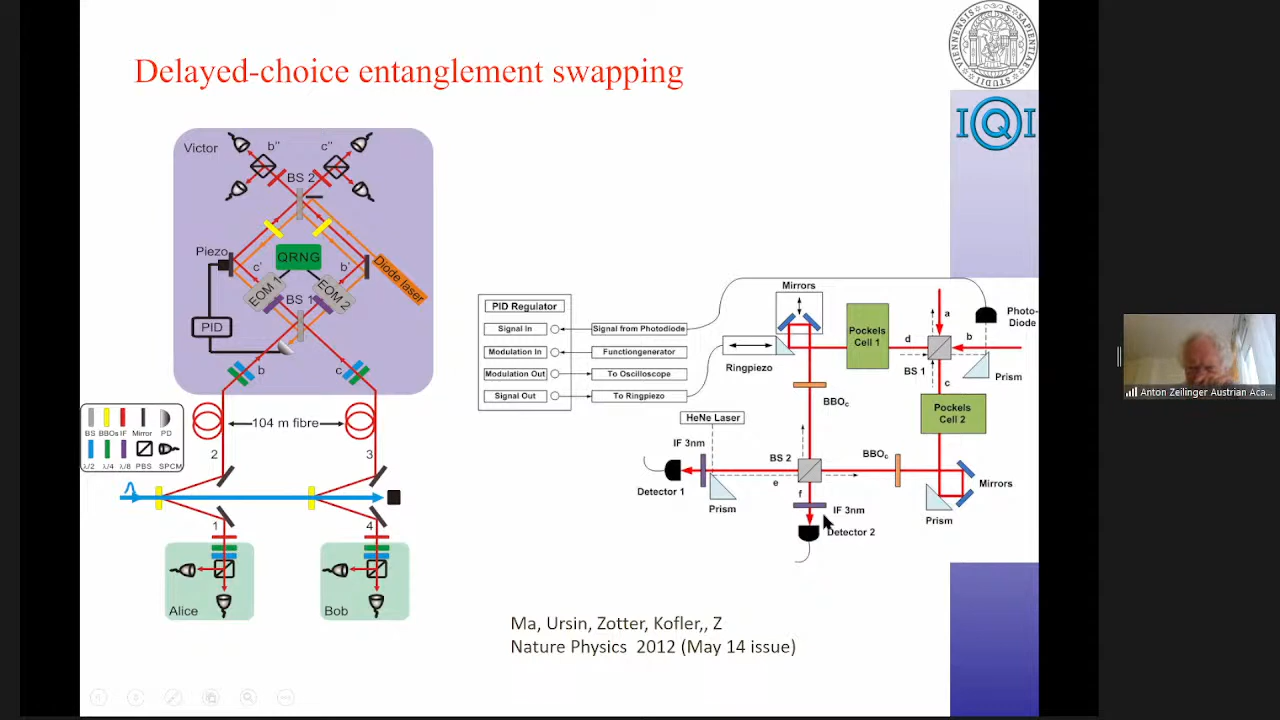 Delayed-choice entanglement swapping
IQI
Victor
b"
c"
BS 2
Piezo
QRNG
c'
b'
EOM 1
EOM 2
Diode laser
BS 1
PID
b
c
104 m fibre
BS BBOs IF Mirror PD
λ/2 λ/4 λ/8 PBS SPCM
2
3
1
4
Alice
Bob
PID Regulator
Signal In
Signal from Photodiode
Modulation In
Functiongenerator
Modulation Out
To Oscilloscope
Signal Out
To Ringpiezo
Mirrors
Ringpiezo
Pockels
Cell 1
d
a
b
Photo-
Diode
BS 1
Prism
c
BBOc
Pockels
Cell 2
HeNe Laser
IF 3nm
BS 2
BBOc
Detector 1
e
f
Mirrors
Prism
IF 3nm
Prism
Detector 2
Ma, Ursin, Zotter, Kofler,, Z
Nature Physics 2012 (May 14 issue)
Anton Zeilinger Austrian Aca...